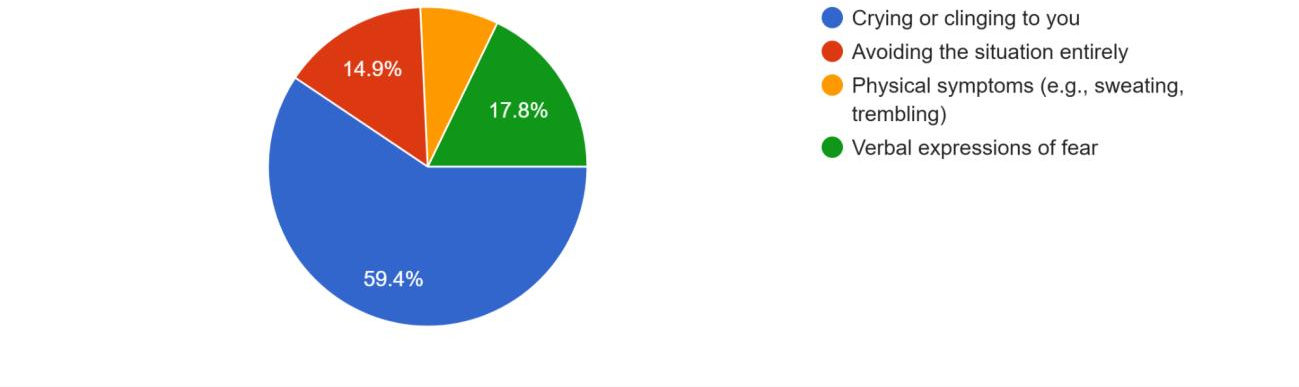 Crying or clinging to you
Avoiding the situation entirely
Physical symptoms (e.g., sweating,
trembling)
Verbal expressions of fear
14.9%
17.8%
59.4%